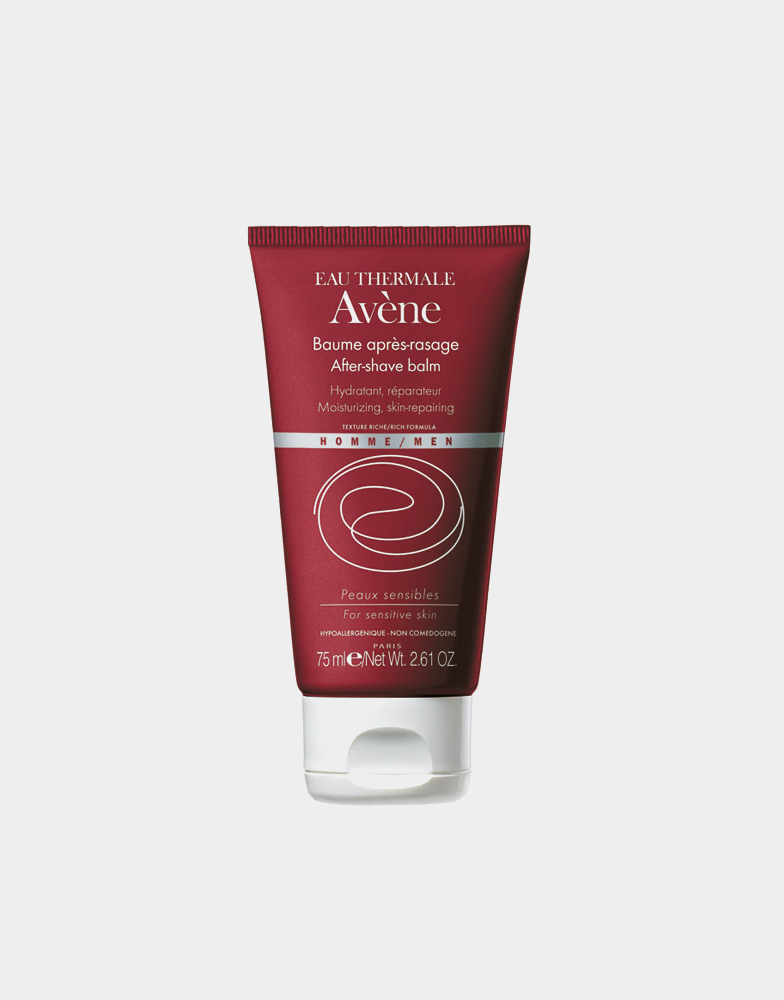 EAU THERMALE
Avène
Baume après-rasage
After-shave balm
Hydratant, réparateur
Moisturizing, skin-repairing
TEXTURE RICHE/RICH FORMULA
HOMME/MEN
Peaux sensibles
For sensitive skin
HYPOALLERGENIQUE - NON COMEDOGENE
PARIS
75 ml e/Net Wt. 2.61 OZ.